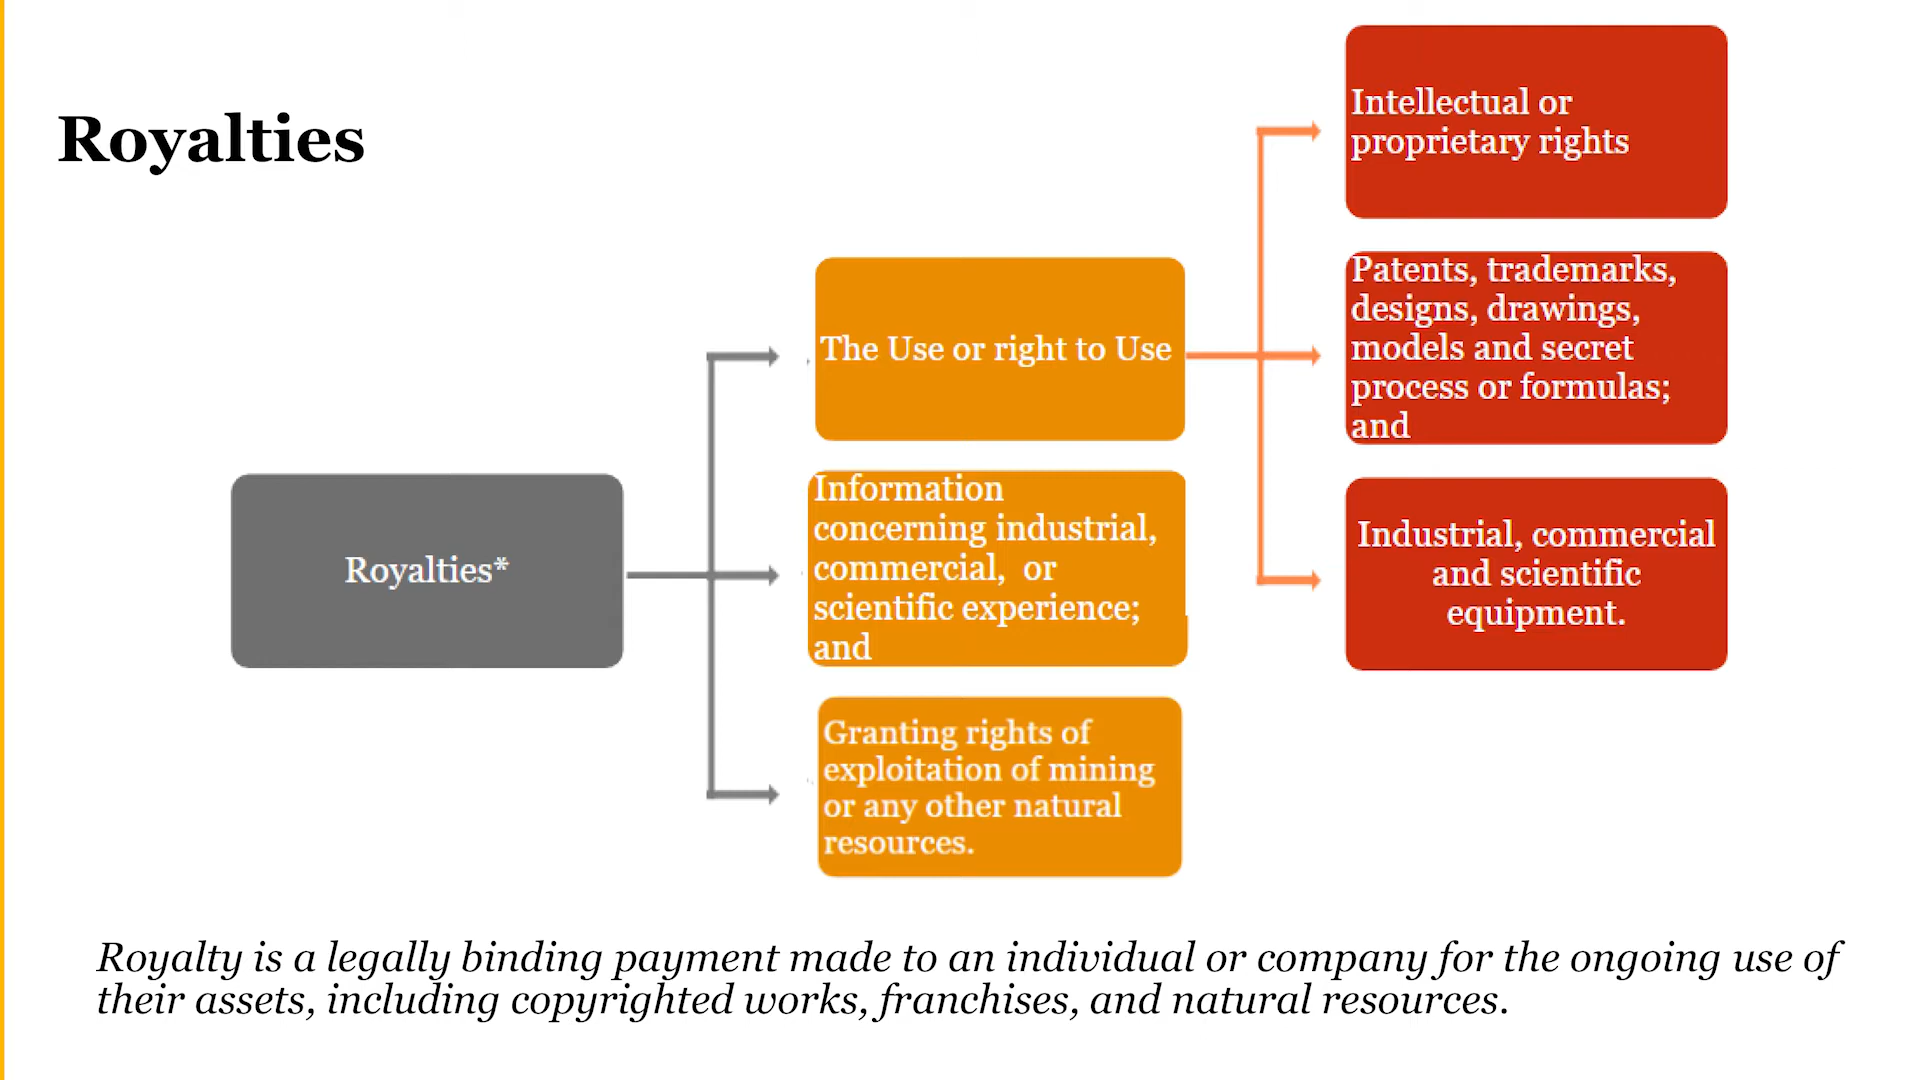 Royalties
Royalties*
The Use or right to Use
Information
concerning industrial,
commercial,  or
scientific experience;
and
Granting rights of
exploitation of mining
or any other natural
resources.
Intellectual or
proprietary rights
Patents, trademarks,
designs, drawings,
models and secret
process or formulas;
and
Industrial, commercial
and scientific
equipment.
Royalty is a legally binding payment made to an individual or company for the ongoing use of
their assets, including copyrighted works, franchises, and natural resources.